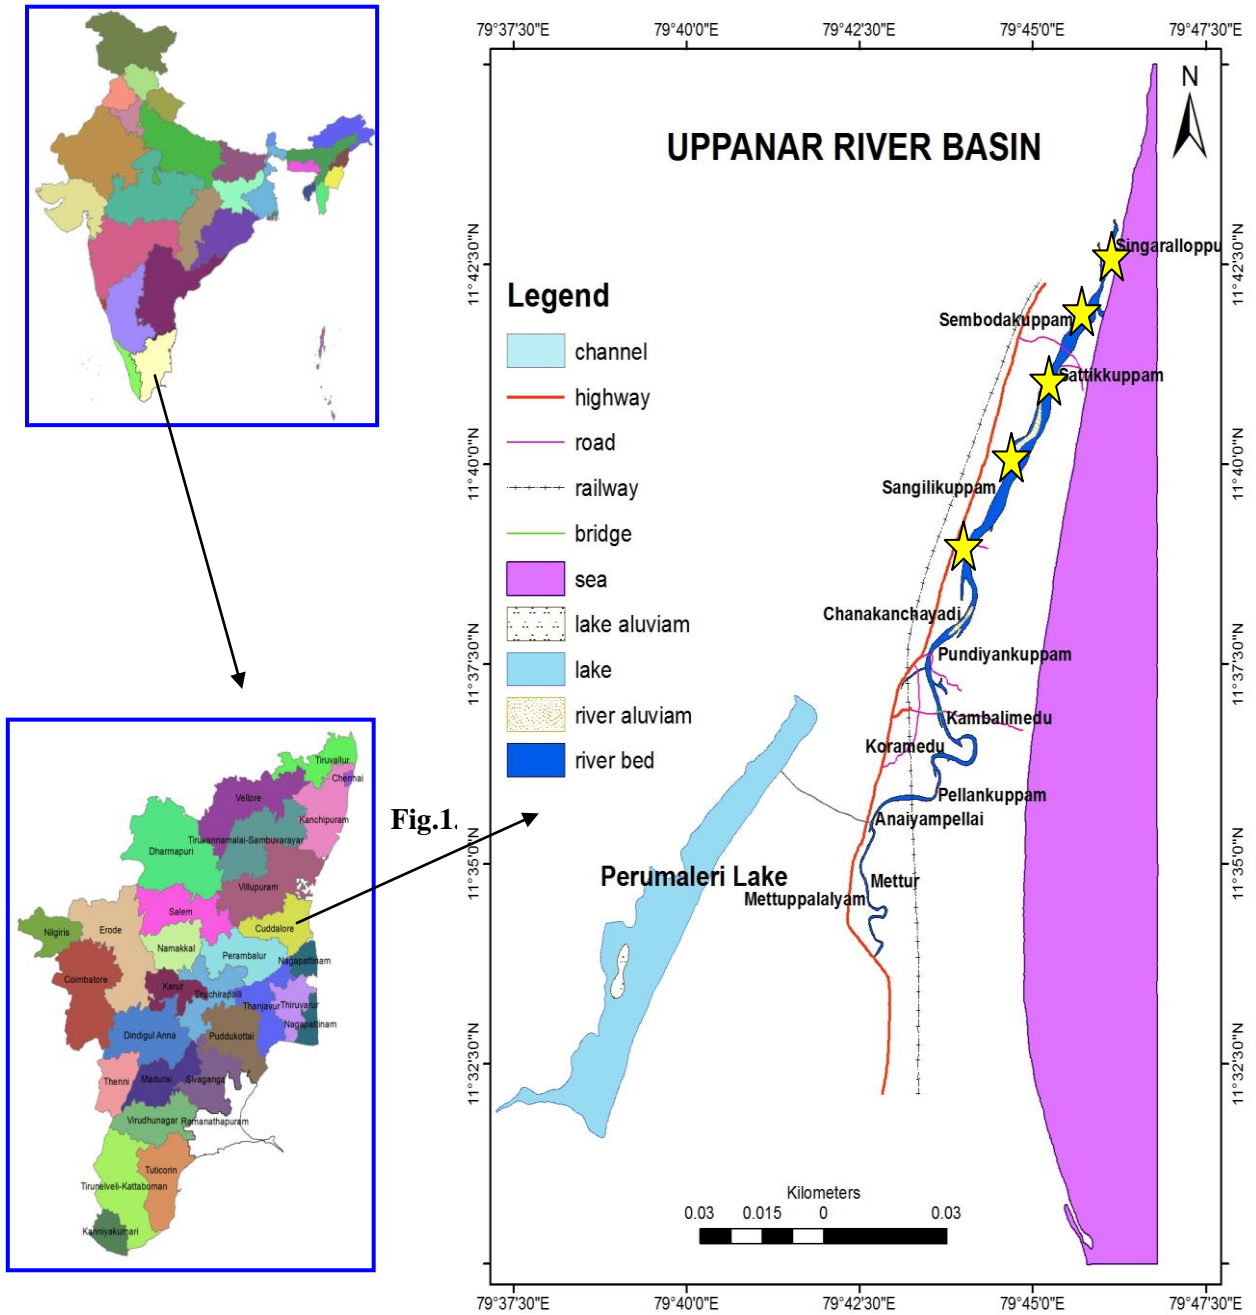 79°37'30"E 79°40'0"E 79°42'30"E 79°45'0"E 79°47'30"E
N
UPPANAR RIVER BASIN
Singaralloppu
11°42'30"N
11°42'30"N
Legend
channel
highway
road
railway
bridge
sea
lake aluviam
lake
river aluviam
river bed
Sembodakuppam
Sattikkuppam
11°40'0"N
11°40'0"N
Sangilikuppam
Chanakanchayadi
Pundiyankuppam
11°37'30"N
11°37'30"N
Kambalimedu
Koramedu
Pellankuppam
Anaiyampellai
11°35'0"N
11°35'0"N
Perumaleri Lake
Mettur
Mettuppalalyam
11°32'30"N
11°32'30"N
Kilometers
0.03 0.015 0 0.03
79°37'30"E 79°40'0"E 79°42'30"E 79°45'0"E 79°47'30"E
Fig.1.
Tiruvallur
Chennai
Vellore
Kanchipuram
Tiruvannamalai-Sambuvarayar
Dharmapuri
Villupuram
Salem
Cuddalore
Nilgiris
Erode
Namakkal
Perambalur
Nagapattinam
Coimbatore
Karur
Tiruchirapalli
Thanjavur
Thiruvarur
Nagapattinam
Dindigul Anna
Puddukottai
Thenni
Madurai
Sivaganga
Virudhunagar
Ramanathapuram
Tuticorin
Tirunelveli-Kattaboman
Kanniyakumari